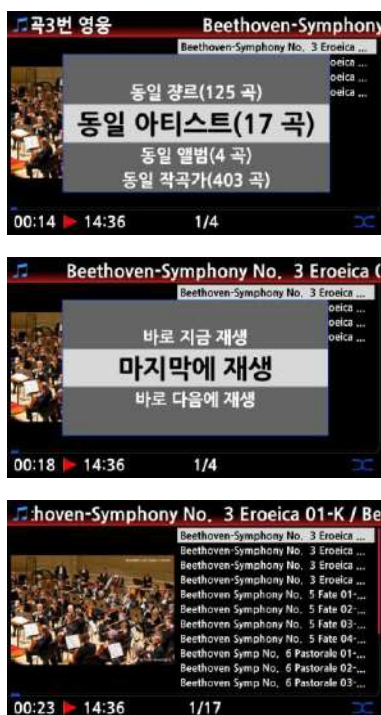 곡3번 영웅 Beethoven-Symphony
Beethoven-Symphony No. 3 Eroeica ...
oeica ...
oeica ...
oeica ...
동일 쟝르(125 곡)
동일 아티스트(17 곡)
동일 앨범(4 곡)
동일 작곡가(403 곡)
00:14 14:36 1/4
Beethoven-Symphony No. 3 Eroeica 0
Beethoven-Symphony No. 3 Eroeica ...
oeica ...
oeica ...
oeica ...
바로 지금 재생
마지막에 재생
바로 다음에 재생
00:18 14:36 1/4
:hoven-Symphony No. 3 Eroeica 01-K / Be
Beethoven-Symphony No. 3 Eroeica ...
Beethoven-Symphony No. 3 Eroeica ...
Beethoven-Symphony No. 3 Eroeica ...
Beethoven-Symphony No. 3 Eroeica ...
Beethoven-Symphony No. 5 Fate 01-...
Beethoven-Symphony No. 5 Fate 02-...
Beethoven-Symphony No. 5 Fate 03-...
Beethoven-Symphony No. 5 Fate 04-...
Beethoven Symp No. 6 Pastorale 01-...
Beethoven Symp No. 6 Pastorale 02-...
Beethoven Symp No. 6 Pastorale 03-...
00:23 14:36 1/17